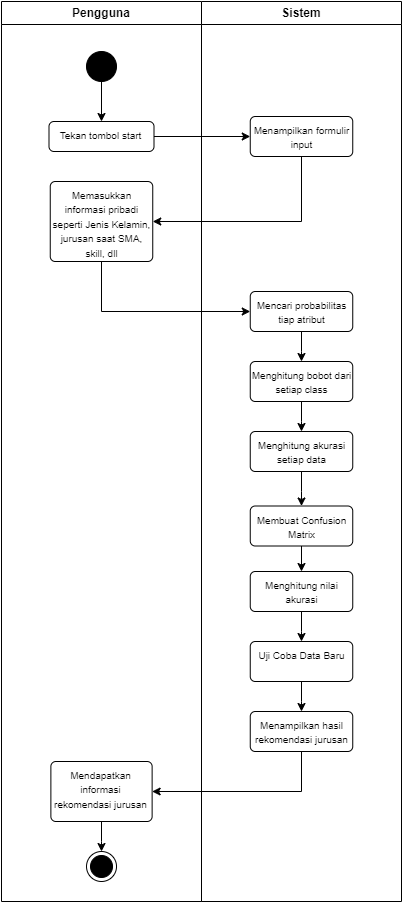 Pengguna
Sistem
Tekan tombol start
Menampilkan formulir
input
Memasukkan
informasi pribadi
seperti Jenis Kelamin,
jurusan saat SMA,
skill, dll
Mencari probabilitas
tiap atribut
Menghitung bobot dari
setiap class
Menghitung akurasi
setiap data
Membuat Confusion
Matrix
Menghitung nilai
akurasi
Uji Coba Data Baru
Menampilkan hasil
rekomendasi jurusan
Mendapatkan
informasi
rekomendasi jurusan